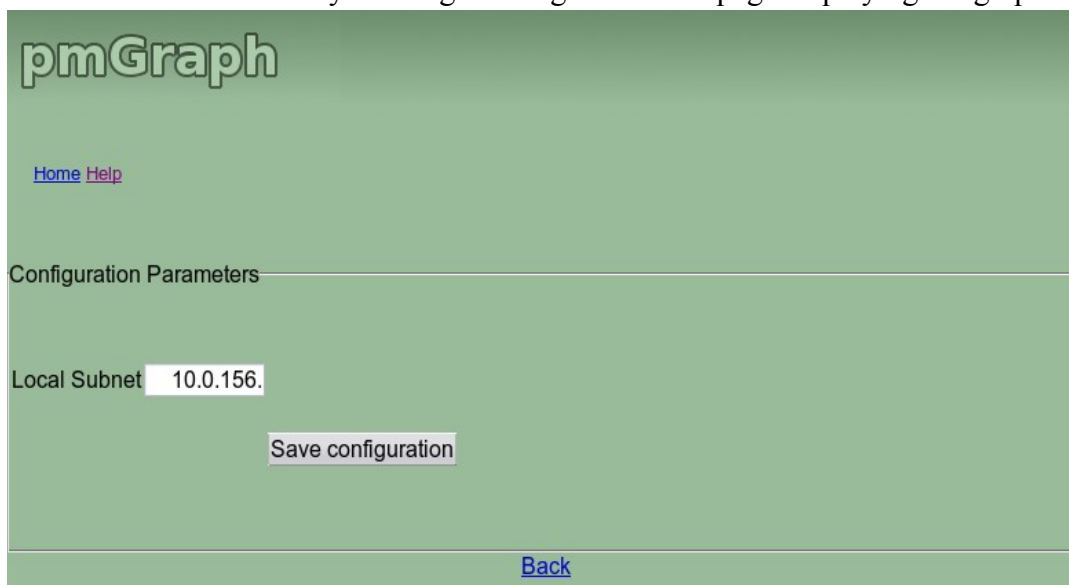 pmGraph
Home Help
Configuration Parameters
Local Subnet 10.0.156.
Save configuration
Back